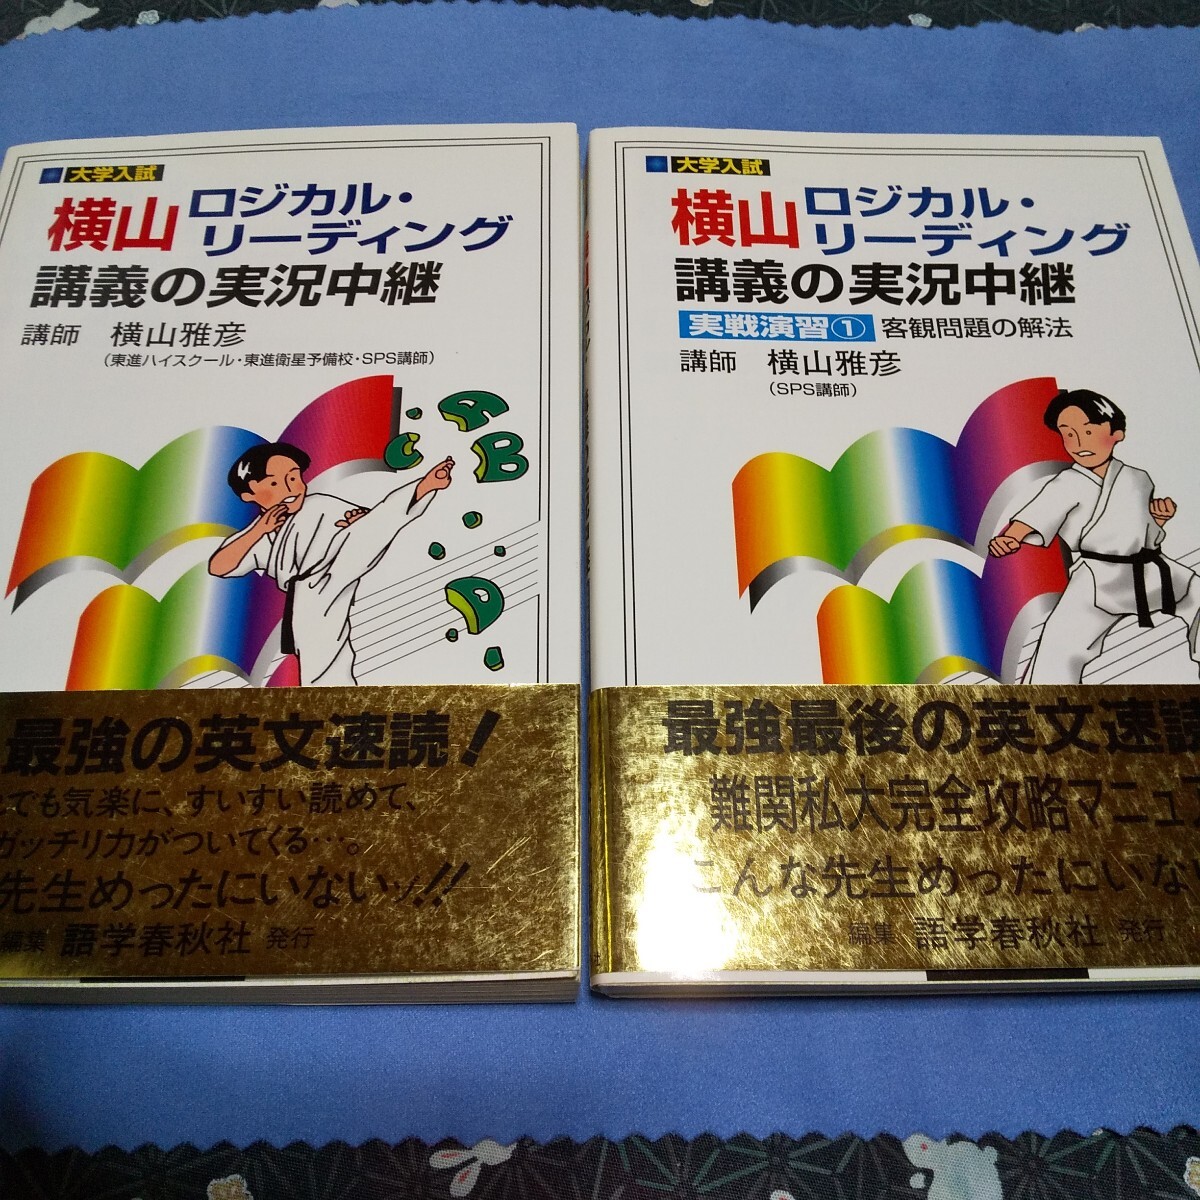 大学入試
横山 ロジカル・
リーディング
講義の実況中継
講師 横山雅彦
(東進ハイスクール・東進衛星予備校・SPS講師)
A
B
C
D
最強の英文速読!
でも気楽に、すいすい読めて、
ガッチリ力がついてくる…。
先生めったにいないッ!!
編集 語学春秋社 発行
大学入試
横山 ロジカル・
リーディング
講義の実況中継
実戦演習① 客観問題の解法
講師 横山雅彦
(SPS講師)
最強最後の英文速読
難関私大完全攻略マニュア
こんな先生めったにいな
編集 語学春秋社 発行